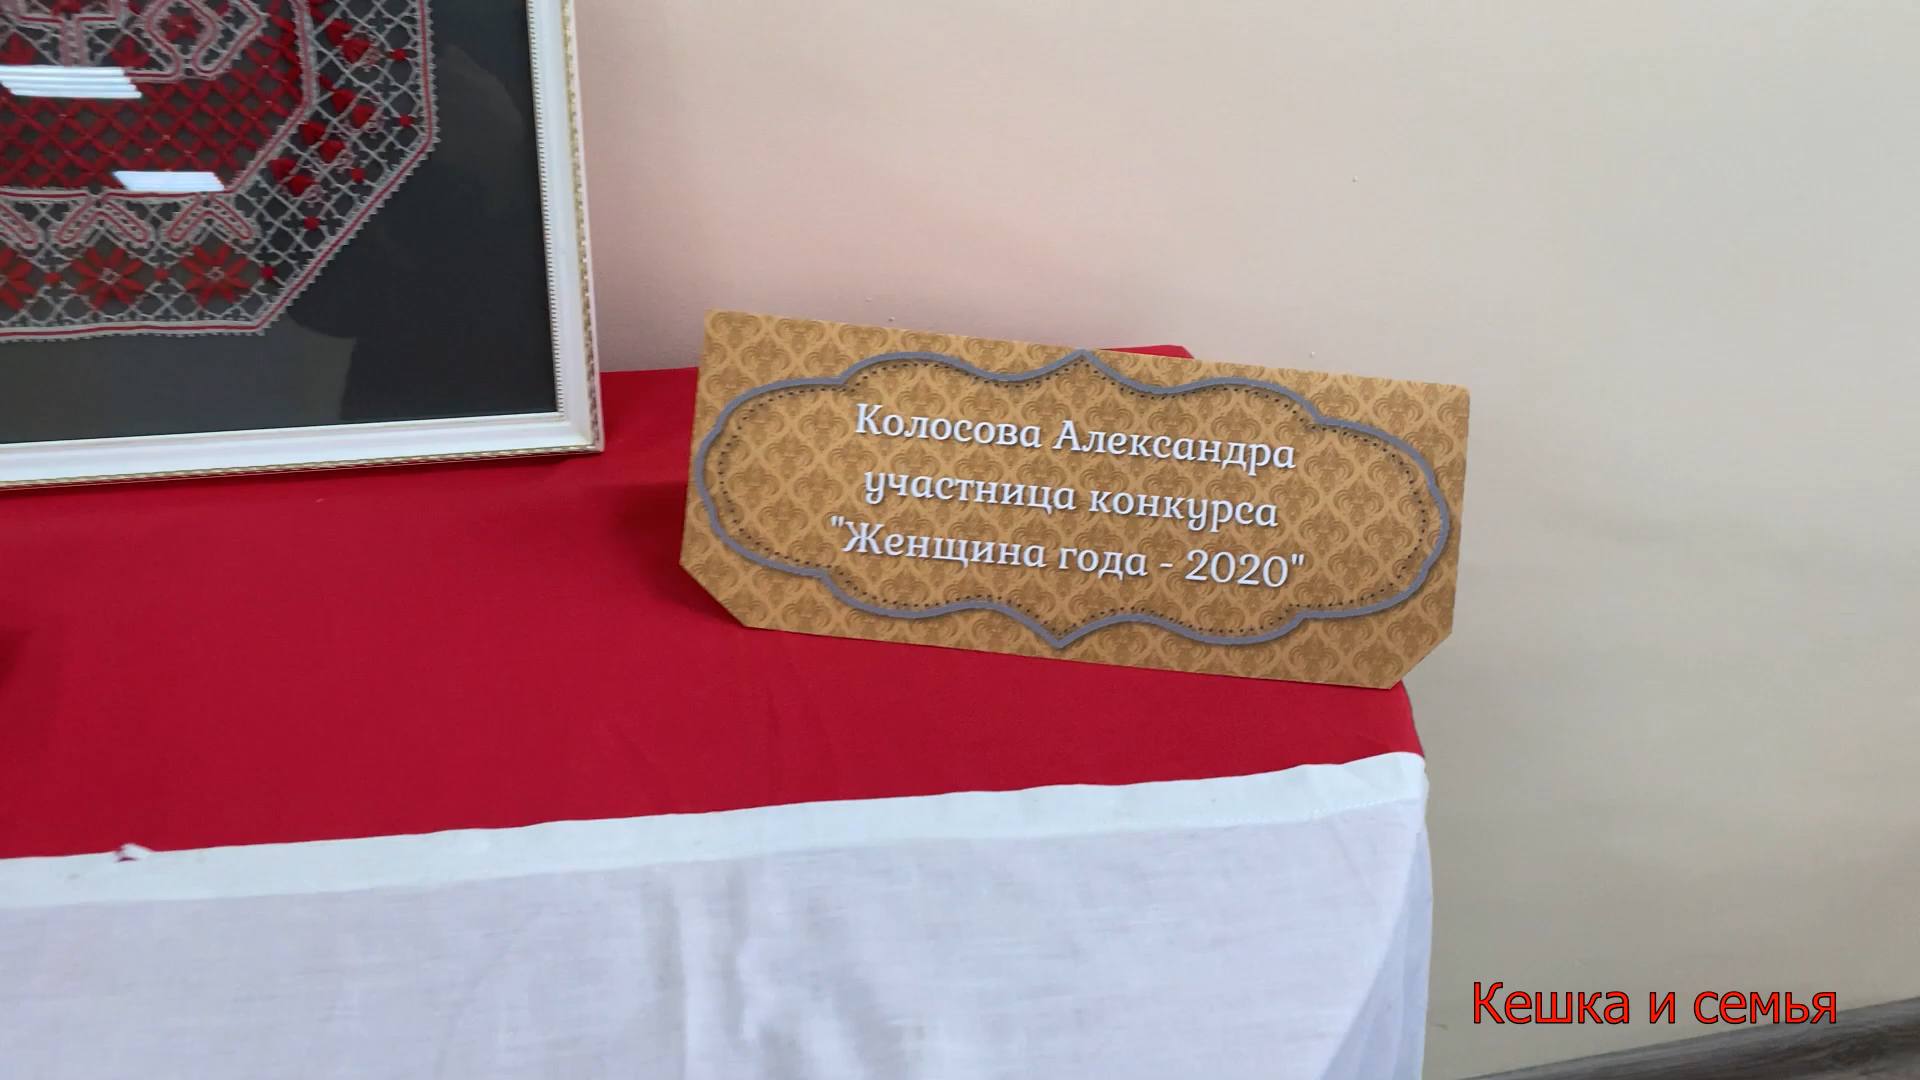 Колосова Александра
участница конкурса
"Женщина года - 2020"
Кешка и семья